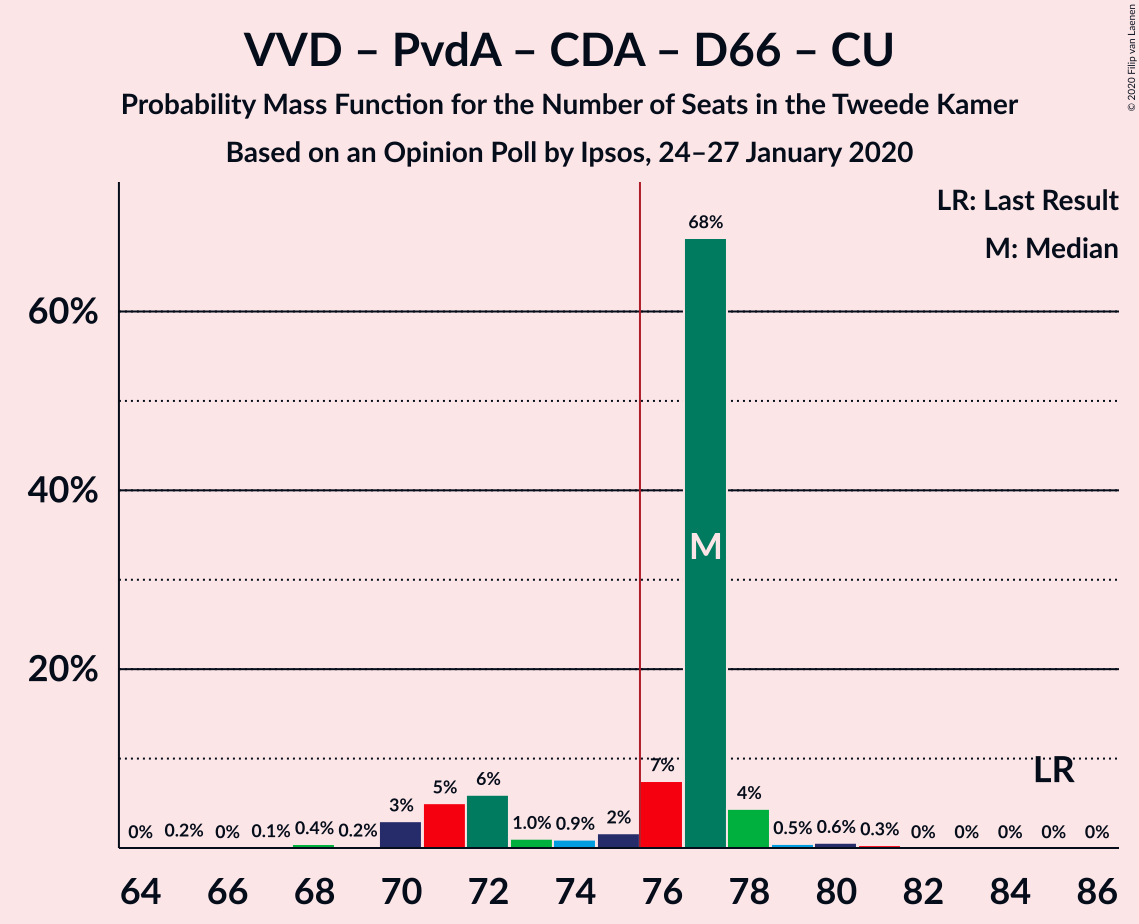 VVD – PvdA – CDA – D66 – CU
Probability Mass Function for the Number of Seats in the Tweede Kamer
Based on an Opinion Poll by Ipsos, 24–27 January 2020
© 2020 Filip van Laenen
LR: Last Result
M: Median
60%
40%
20%
0% 0.2% 0% 0.1% 0.4% 0.2% 3% 5% 6% 1.0% 0.9% 2% 7% 68% 4% 0.5% 0.6% 0.3% 0% 0% 0% 0% 0%
M
LR
64 66 68 70 72 74 76 78 80 82 84 86